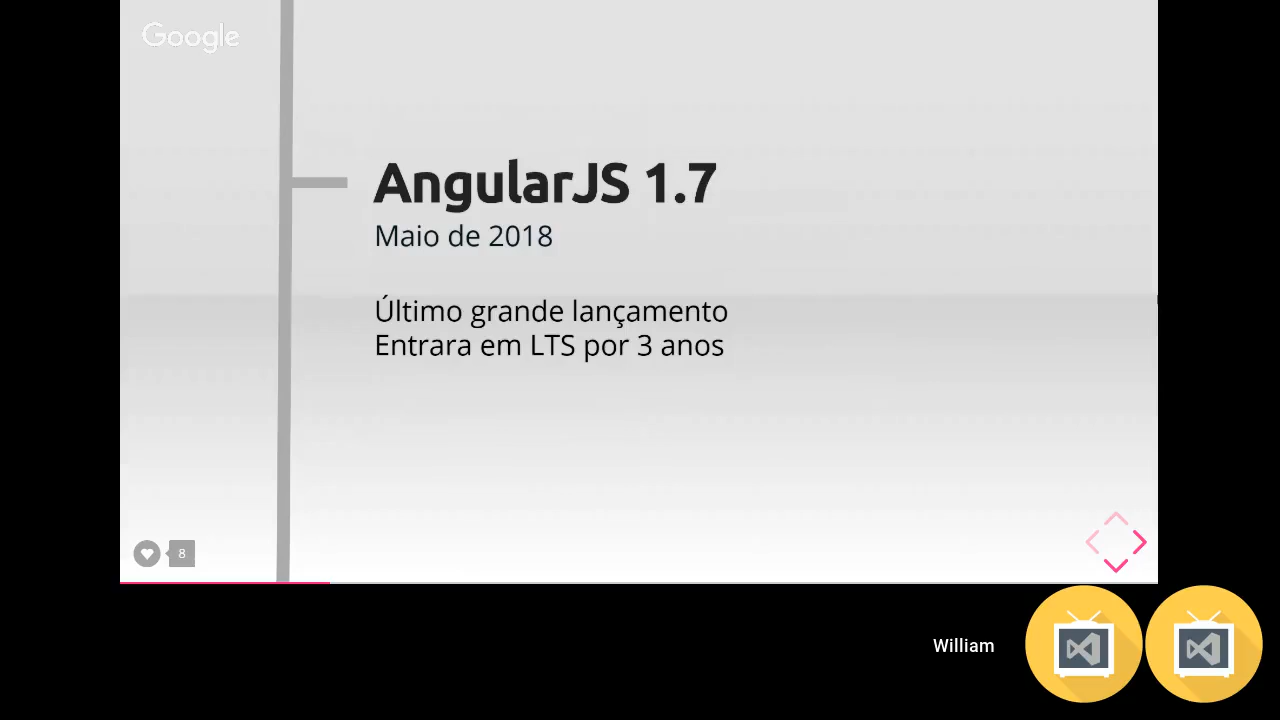 Google
AngularJS 1.7
Maio de 2018
Último grande lançamento
Entrara em LTS por 3 anos
8
William